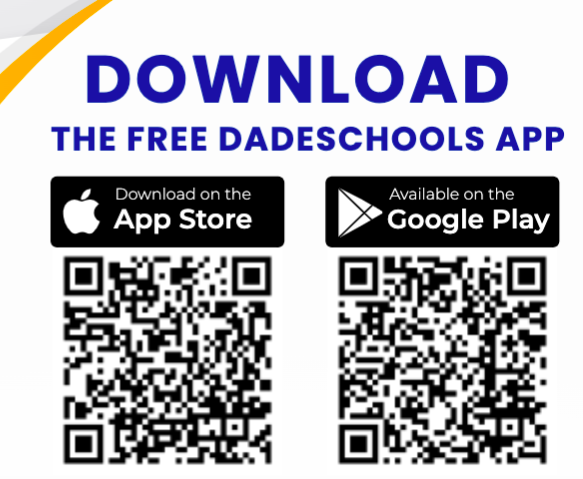 DOWNLOAD
THE FREE DADESCHOOLS APP
Download on the
App Store
Available on the
Google Play